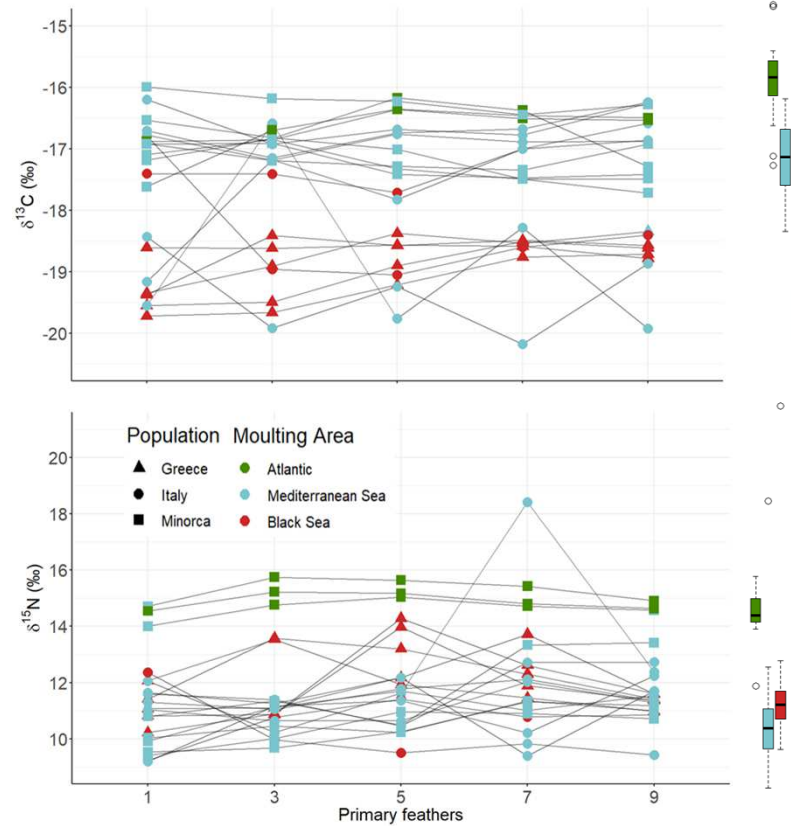 -15
-16
-17
-18
-19
-20
δ¹³C (‰)
Population Moulting Area
Greece Atlantic
Italy Mediterranean Sea
Minorca Black Sea
20
18
16
14
12
10
δ¹⁵N (‰)
1 3 5 7 9
Primary feathers